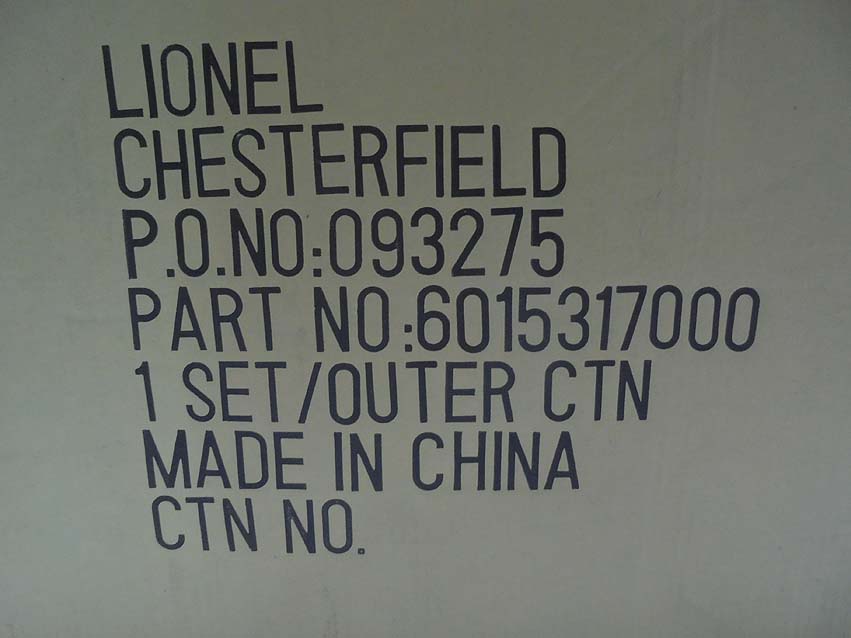 LIONEL
CHESTERFIELD
P.O.NO:093275
PART NO:6015317000
1 SET/OUTER CTN
MADE IN CHINA
CTN NO.